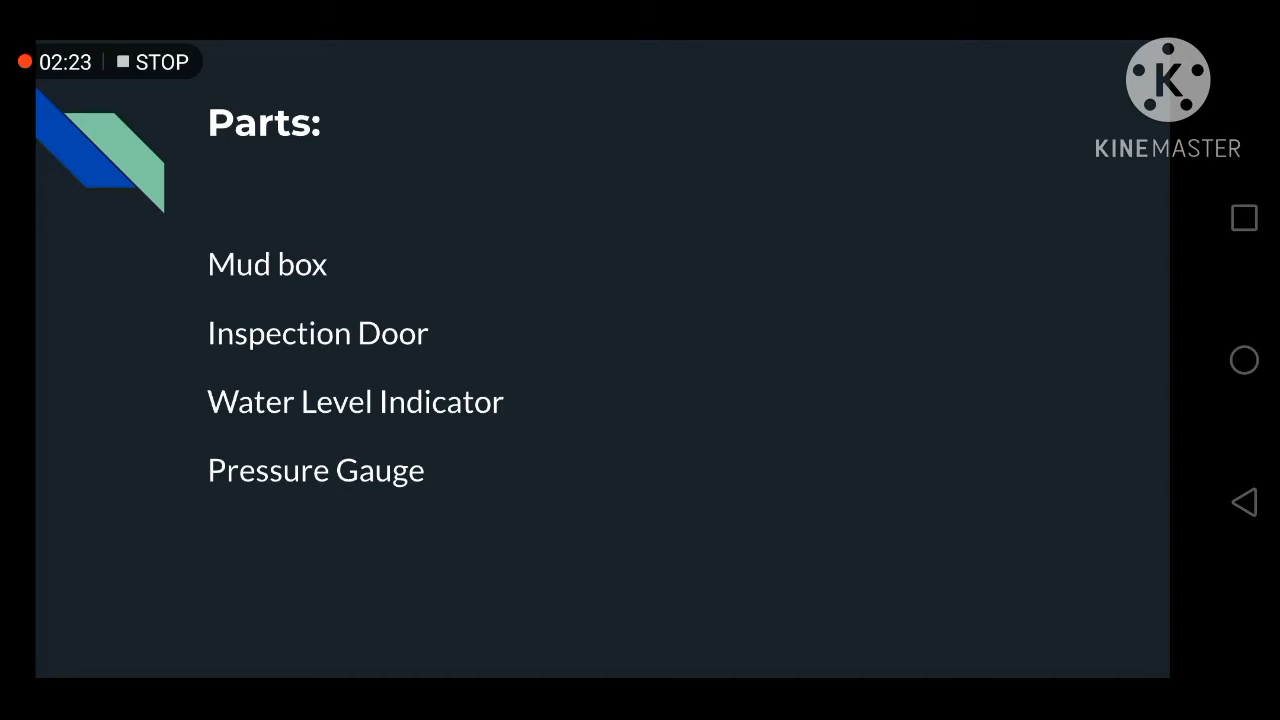 02:23 STOP
K
KINEMASTER
Parts:
Mud box
Inspection Door
Water Level Indicator
Pressure Gauge